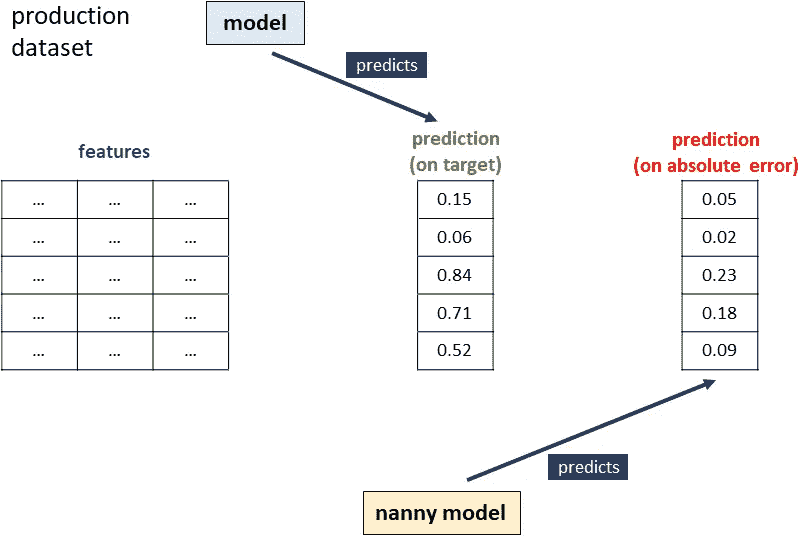 production
dataset
model
predicts
features
prediction
(on target)
prediction
(on absolute error)
... ... ... 0.15 0.05
... ... ... 0.06 0.02
... ... ... 0.84 0.23
... ... ... 0.71 0.18
... ... ... 0.52 0.09
predicts
nanny model